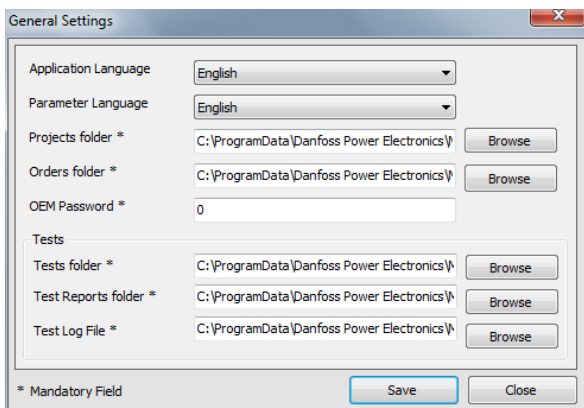 General Settings
Application Language English
Parameter Language English
Projects folder * C:\ProgramData\Danfoss Power Electronics\ Browse
Orders folder * C:\ProgramData\Danfoss Power Electronics\ Browse
OEM Password * 0
Tests
Tests folder * C:\ProgramData\Danfoss Power Electronics\ Browse
Test Reports folder * C:\ProgramData\Danfoss Power Electronics\ Browse
Test Log File * C:\ProgramData\Danfoss Power Electronics\ Browse
* Mandatory Field Save Close